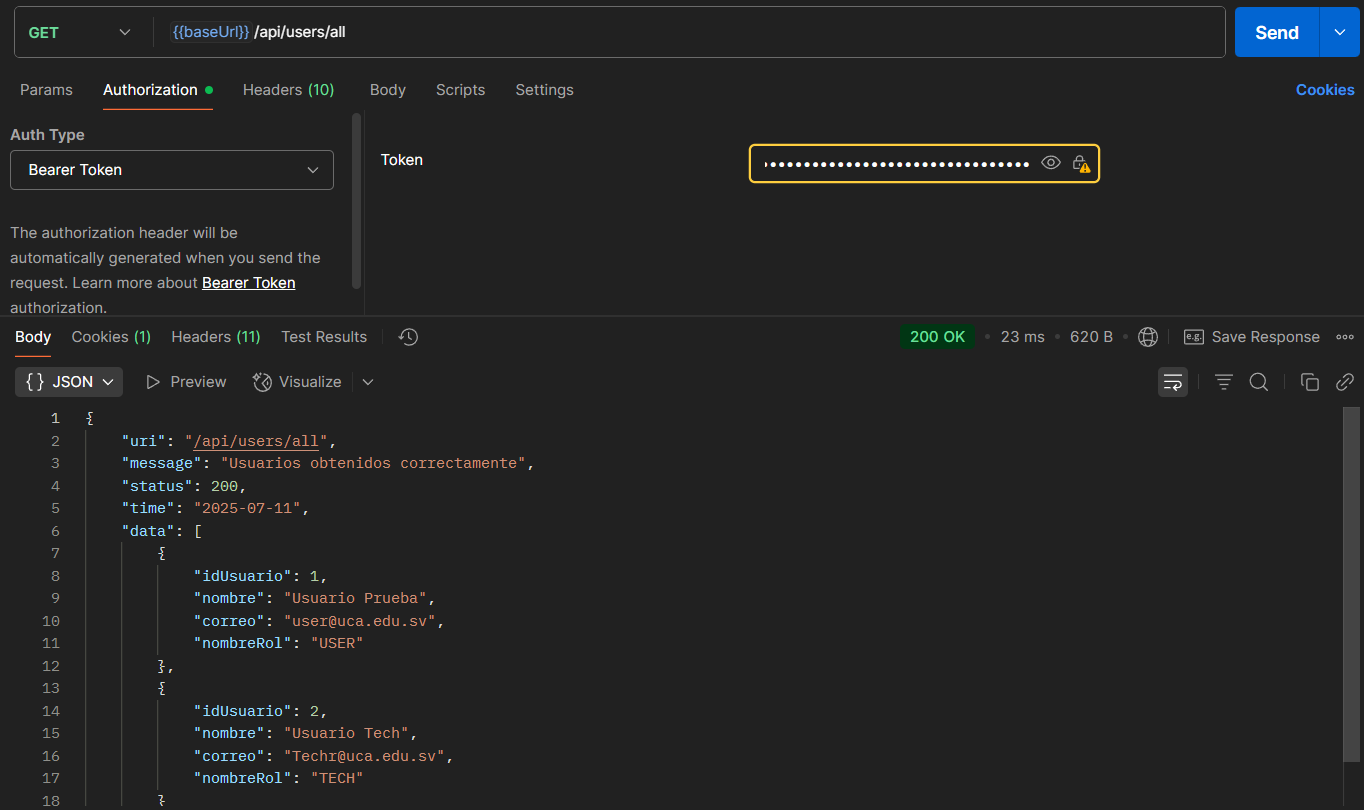 GET {{baseUrl}} /api/users/all Send
Params Authorization Headers (10) Body Scripts Settings Cookies
Auth Type
Bearer Token
Token
The authorization header will be
automatically generated when you send the
request. Learn more about Bearer Token
authorization.
Body Cookies (1) Headers (11) Test Results 200 OK • 23 ms • 620 B • e.g. Save Response
{} JSON Preview Visualize
1 {
2 "uri": "/api/users/all",
3 "message": "Usuarios obtenidos correctamente",
4 "status": 200,
5 "time": "2025-07-11",
6 "data": [
7 {
8 "idUsuario": 1,
9 "nombre": "Usuario Prueba",
10 "correo": "user@uca.edu.sv",
11 "nombreRol": "USER"
12 },
13 {
14 "idUsuario": 2,
15 "nombre": "Usuario Tech",
16 "correo": "Techr@uca.edu.sv",
17 "nombreRol": "TECH"
18 }